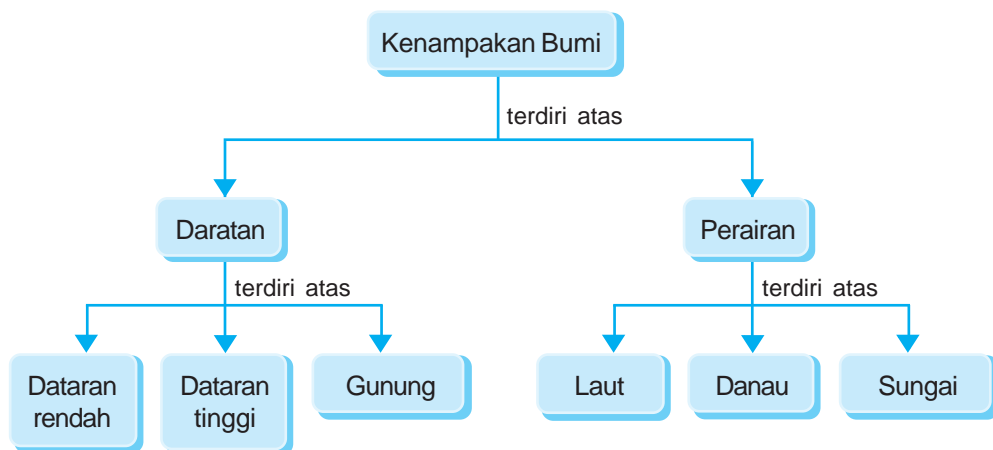 Kenampakan Bumi
terdiri atas
Daratan
Perairan
terdiri atas
terdiri atas
Dataran
rendah
Dataran
tinggi
Gunung
Laut
Danau
Sungai